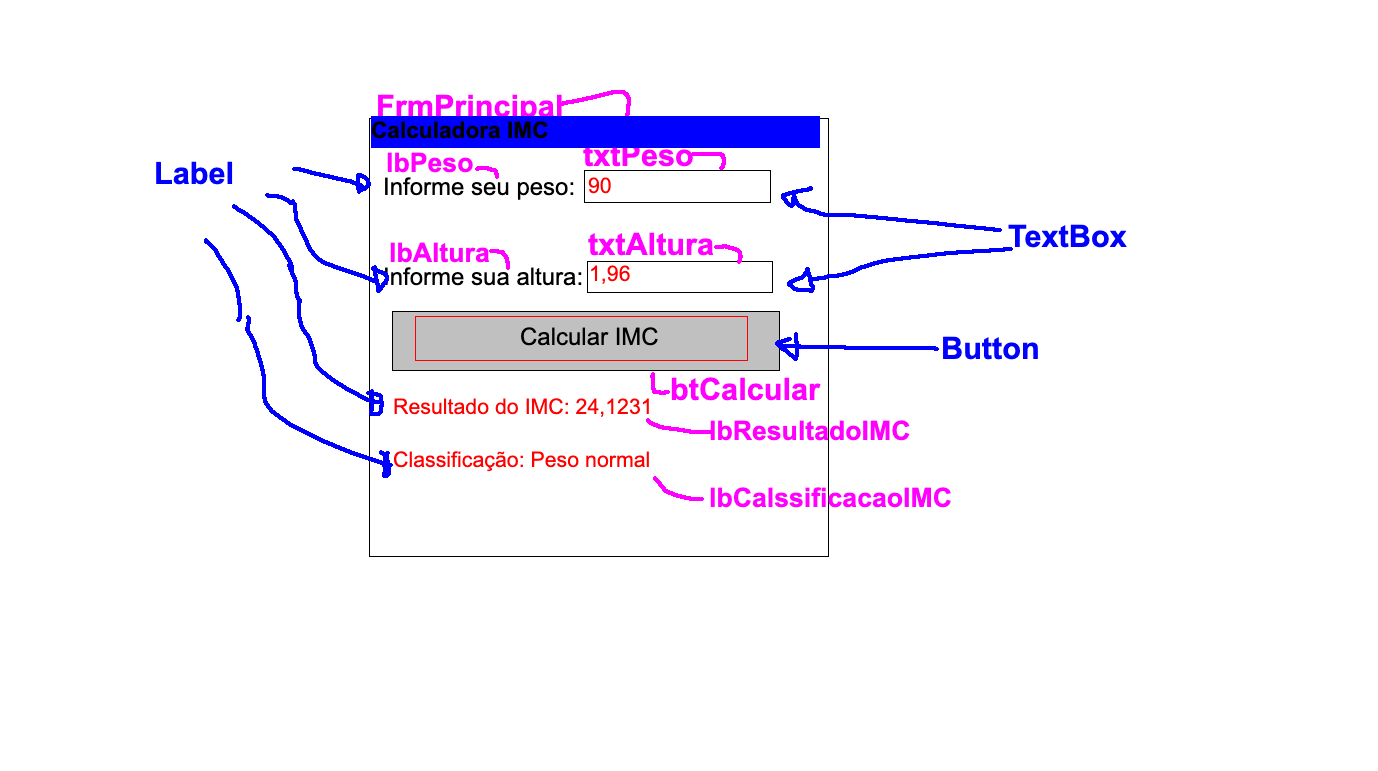 FrmPrincipal
Calculadora IMC
lbPeso
txtPeso
Label
Informe seu peso:
90
TextBox
lbAltura
txtAltura
Informe sua altura:
1,96
Calcular IMC
Button
btCalcular
Resultado do IMC: 24,1231
lbResultadoIMC
Classificação: Peso normal
lbCalssificacaoIMC